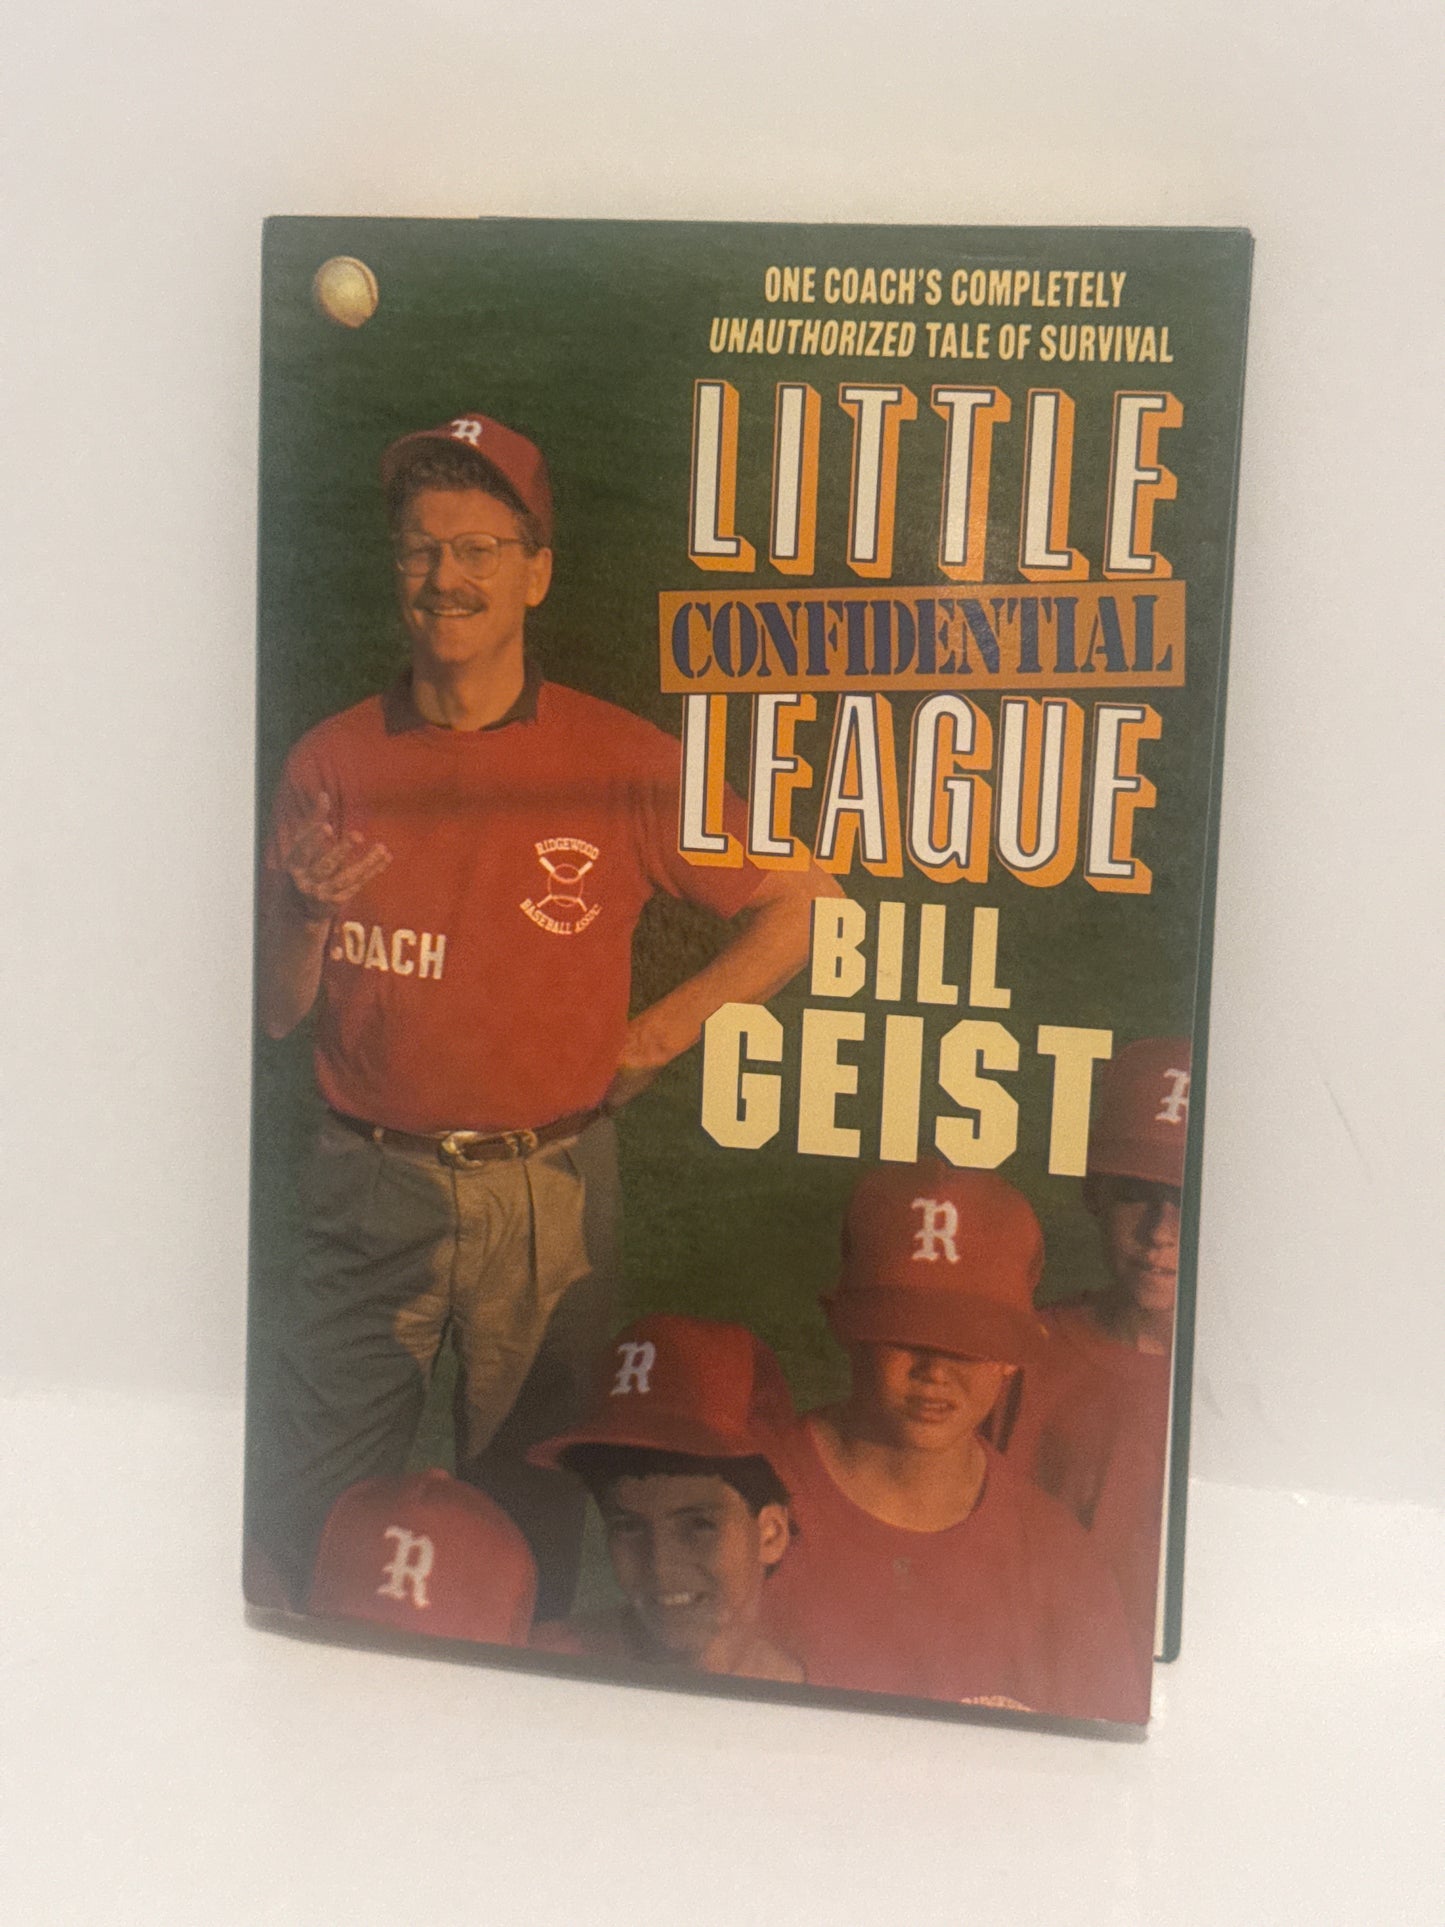 ONE COACH'S COMPLETELY
UNAUTHORIZED TALE OF SURVIVAL
LITTLE
CONFIDENTIAL
LEAGUE
BILL
GEIST
R
RIDGEWOOD
BASEBALL ASSOC.
COACH
R
R
R
R